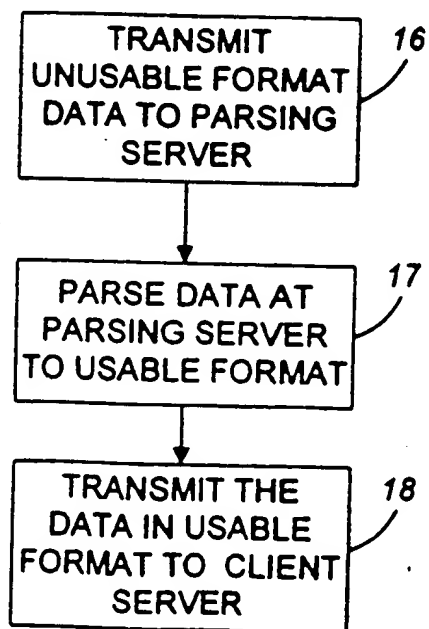 TRANSMIT
UNUSABLE FORMAT
DATA TO PARSING
SERVER
16
PARSE DATA AT
PARSING SERVER
TO USABLE FORMAT
17
TRANSMIT THE
DATA IN USABLE
FORMAT TO CLIENT
SERVER
18